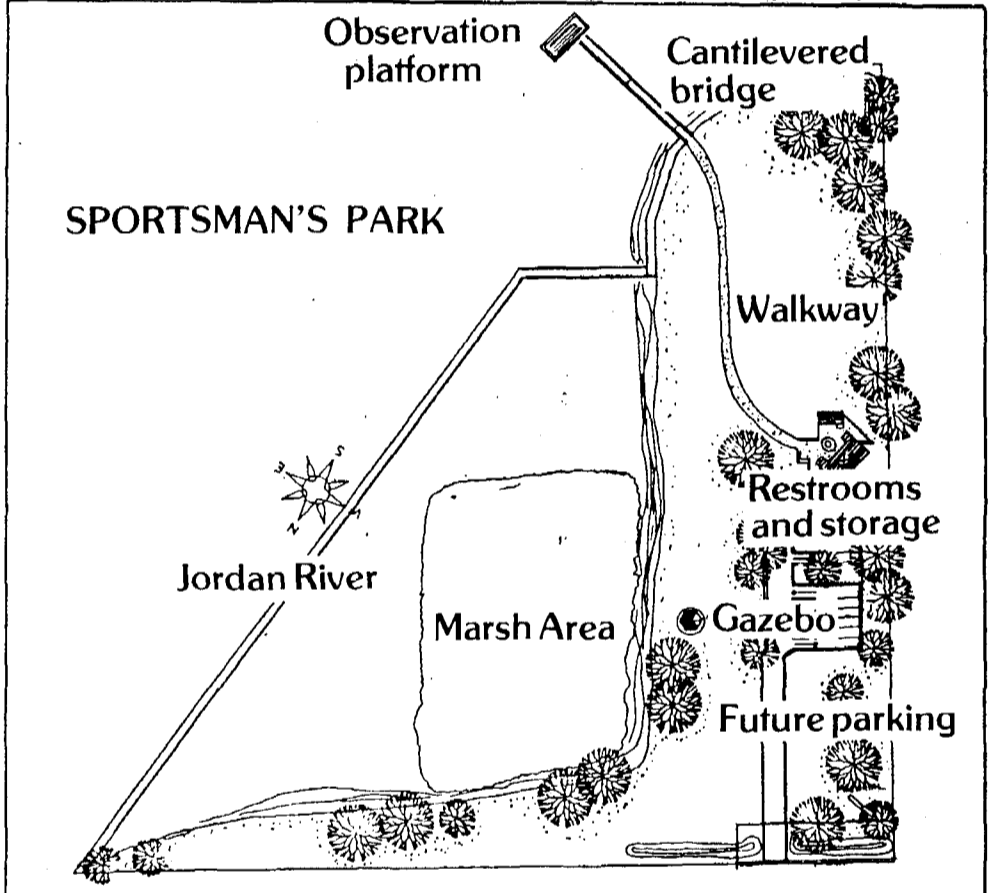 Observation
platform
Cantilevered
bridge
SPORTSMAN'S PARK
Walkway
S
E
W
N
Restrooms
and storage
Jordan River
Marsh Area
Gazebo
Future parking